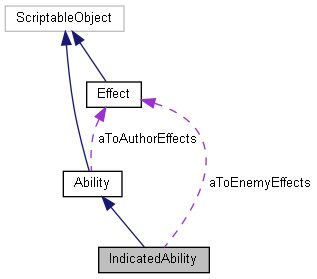 ScriptableObject
Effect
aToAuthorEffects
Ability
aToEnemyEffects
IndicatedAbility